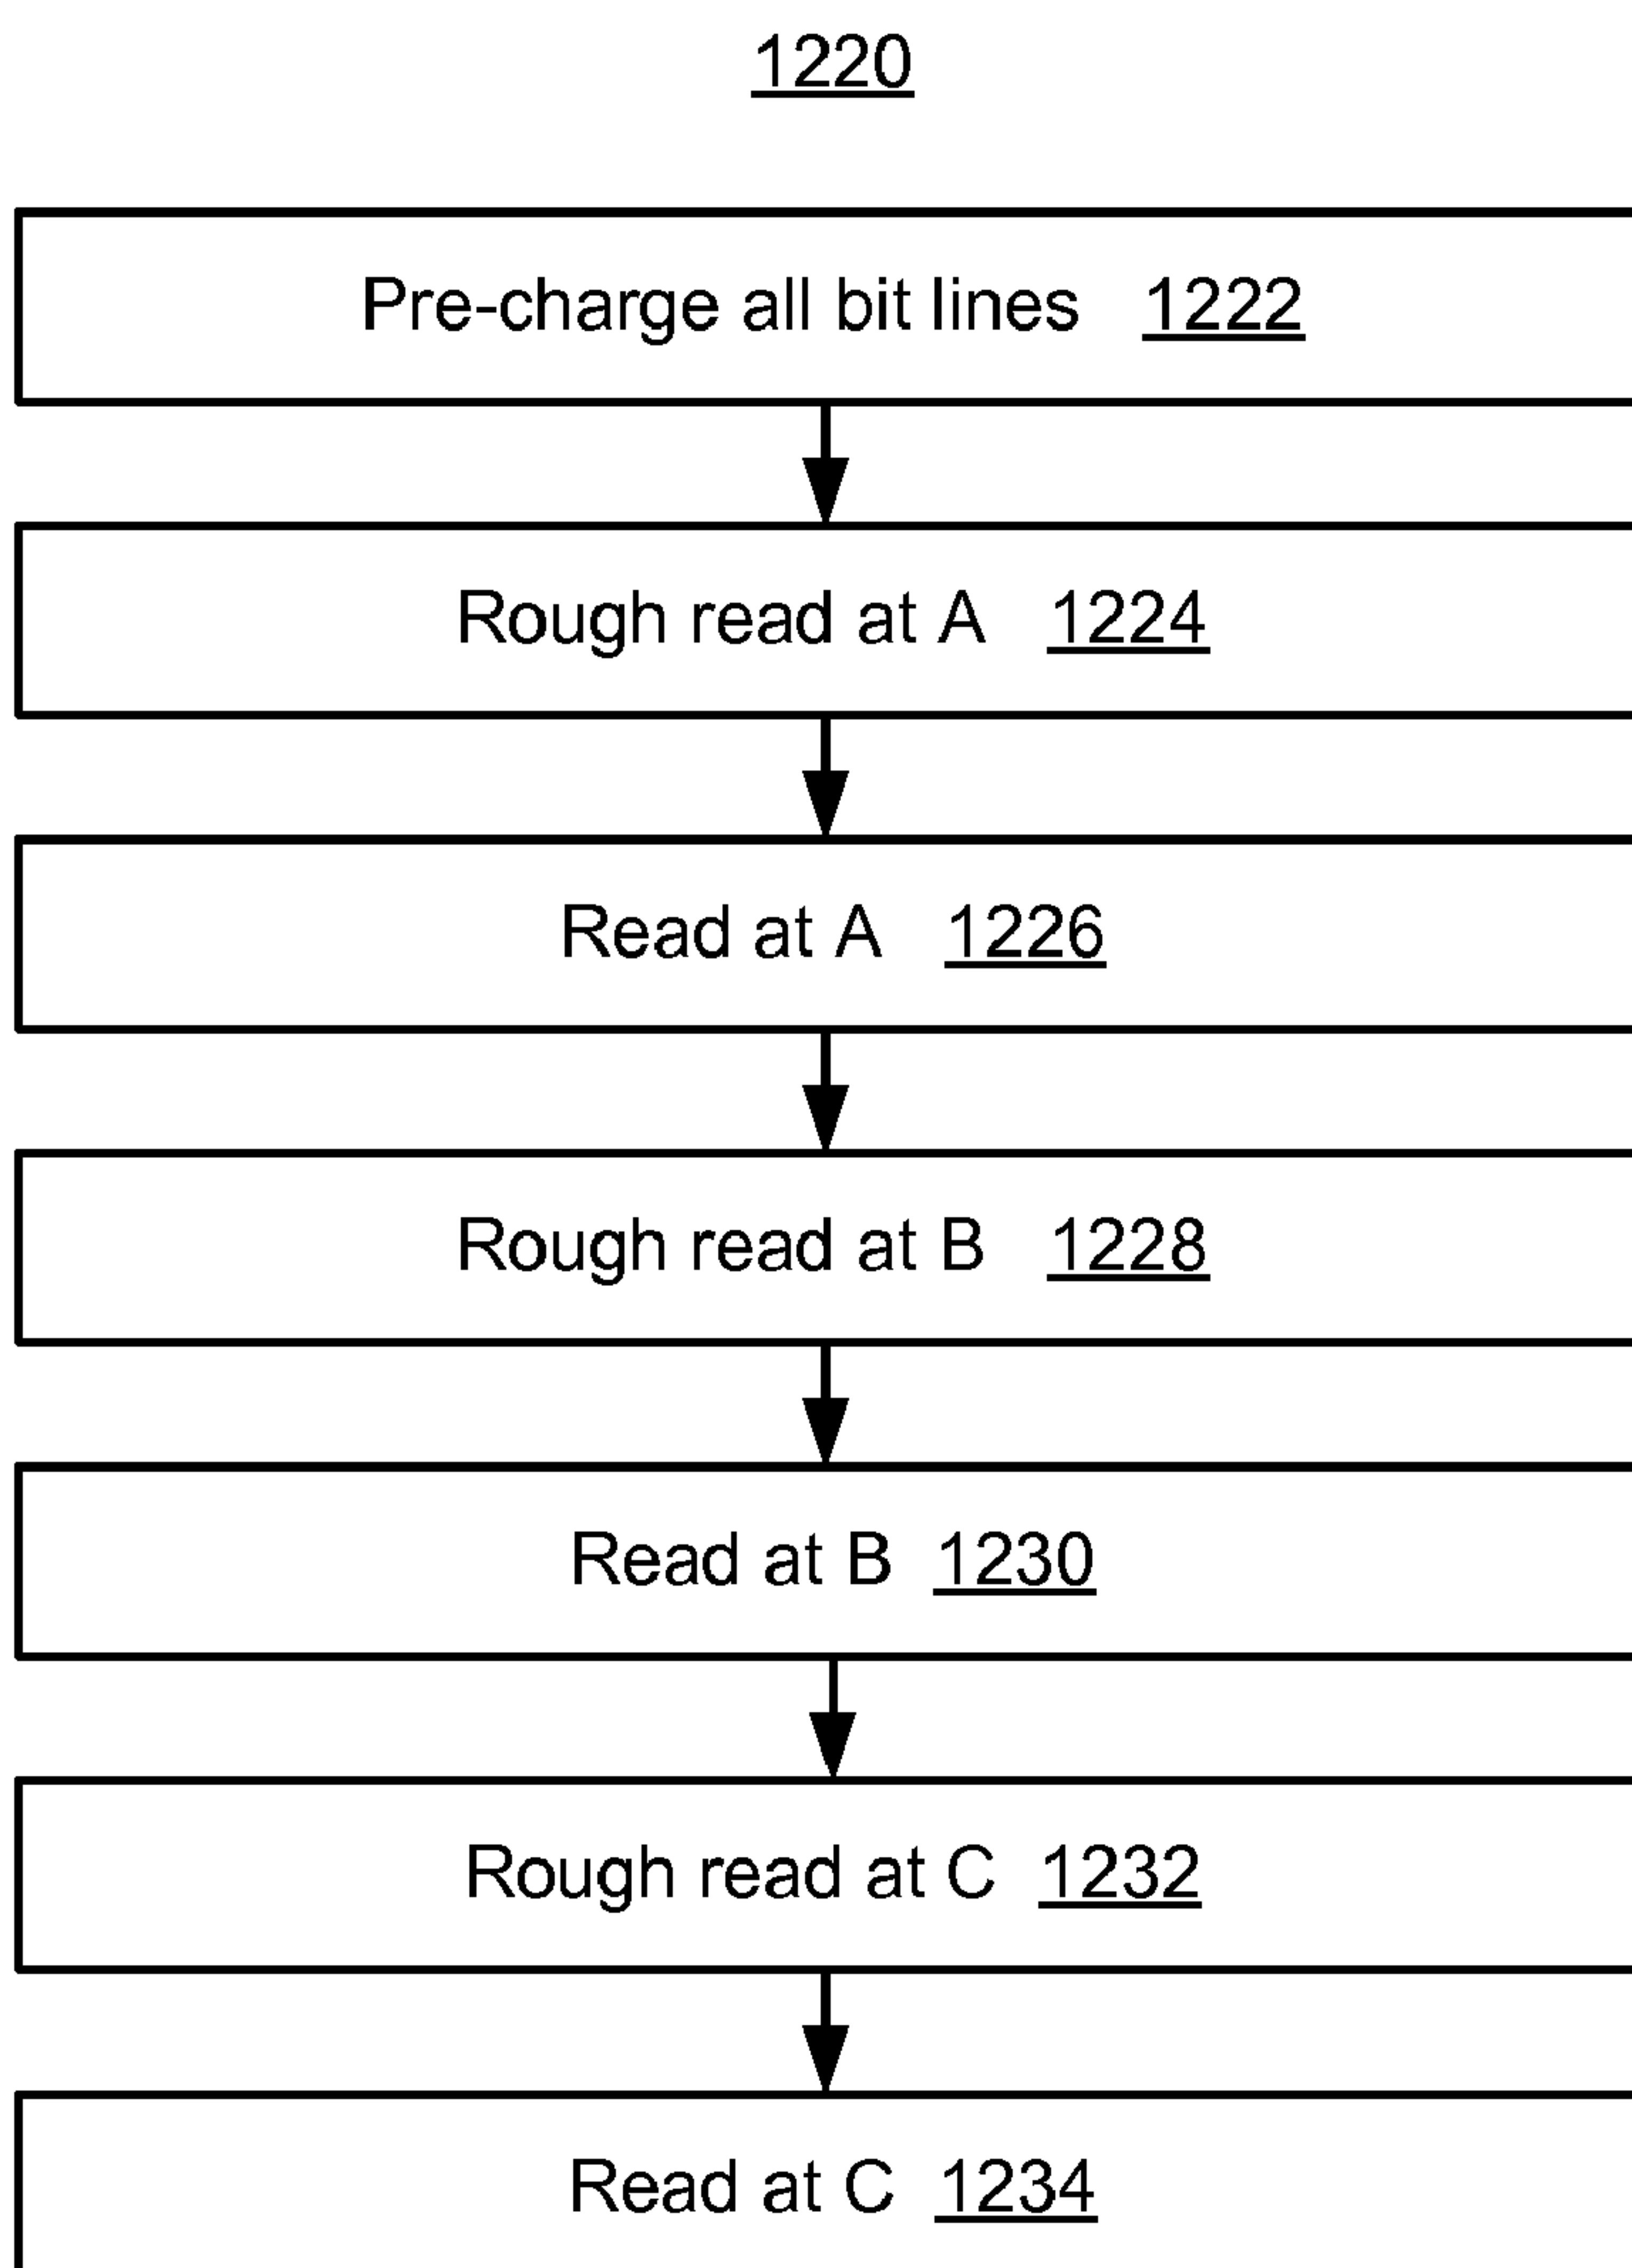 1220
Pre-charge all bit lines 1222
Rough read at A 1224
Read at A 1226
Rough read at B 1228
Read at B 1230
Rough read at C 1232
Read at C 1234